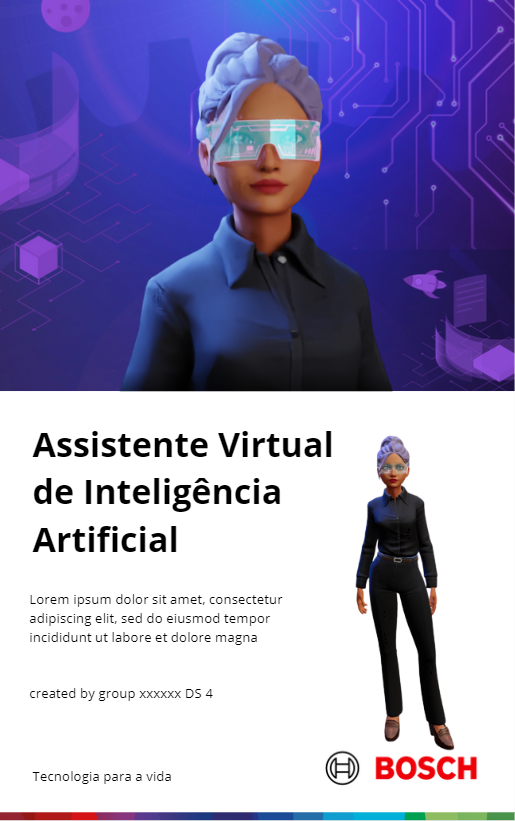 Assistente Virtual
de Inteligência
Artificial
Lorem ipsum dolor sit amet, consectetur
adipiscing elit, sed do eiusmod tempor
incididunt ut labore et dolore magna
created by group xxxxxx DS 4
Tecnologia para a vida
BOSCH